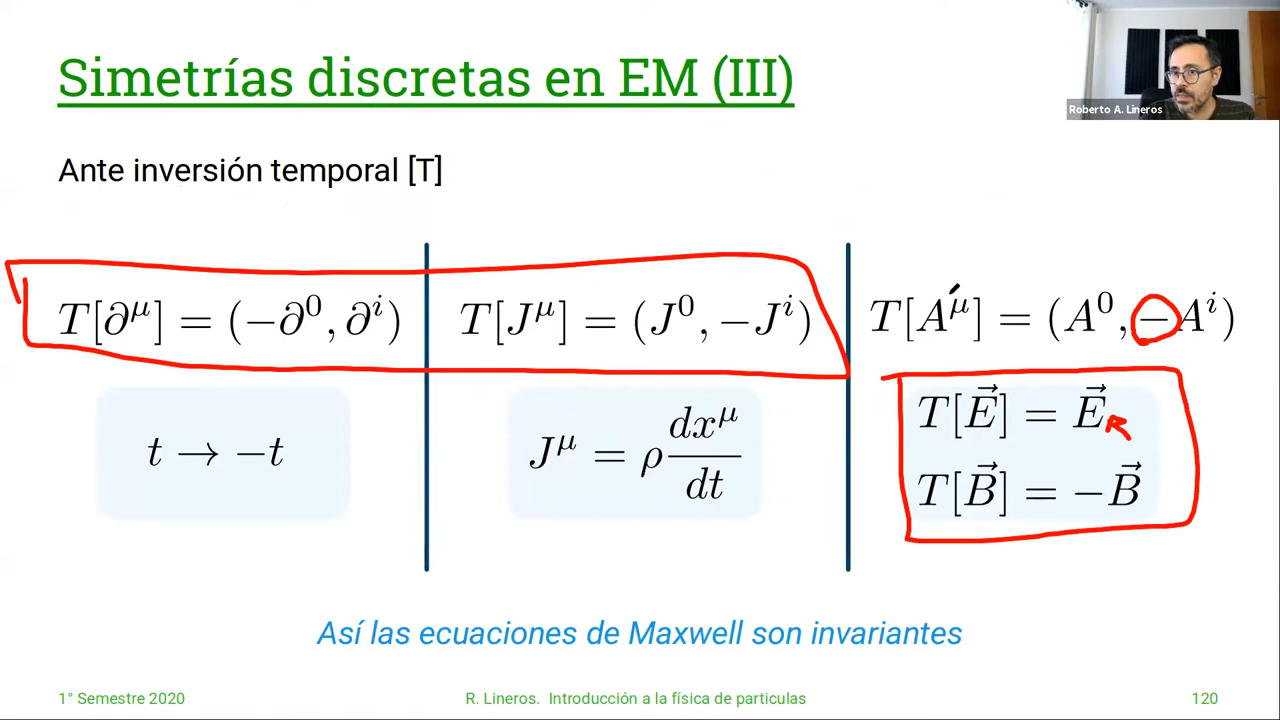 Simetrías discretas en EM (III)
Roberto A. Lineros
Ante inversión temporal [T]
T[∂^μ] = (−∂^0, ∂^i)
T[J^μ] = (J^0, −J^i)
T[A^μ] = (A^0, −A^i)
t → −t
J^μ = ρ dx^μ/dt
T[E⃗] = E⃗
T[B⃗] = −B⃗
Así las ecuaciones de Maxwell son invariantes
1° Semestre 2020
R. Lineros. Introducción a la física de particulas
120